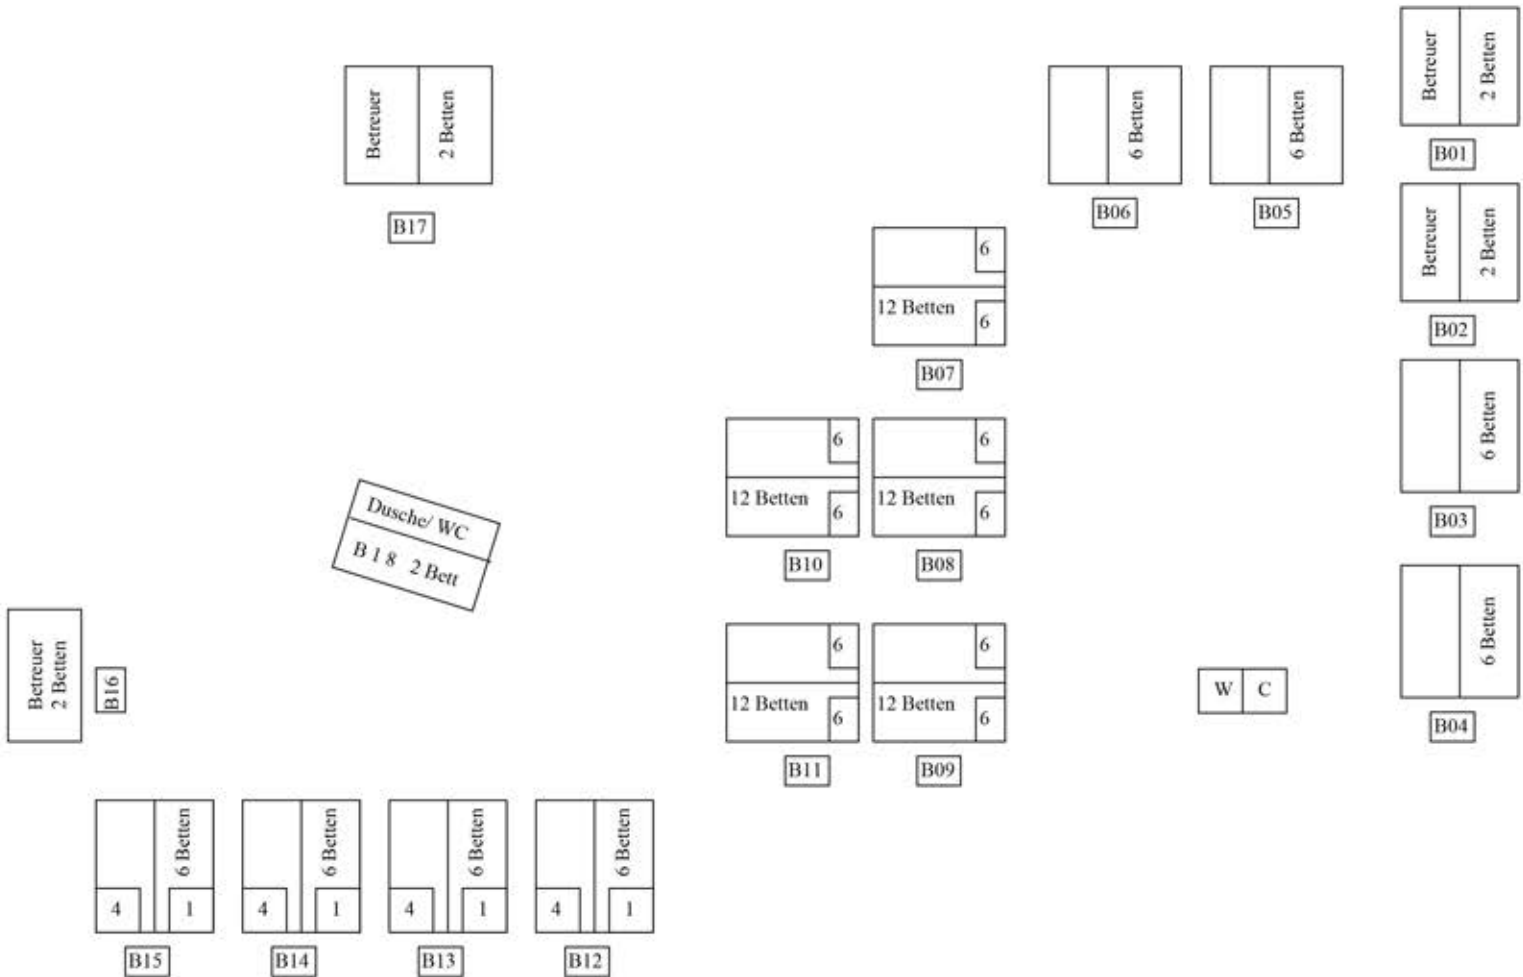 Betreuer
2 Betten
B01
Betreuer
2 Betten
B17
6 Betten
B06
6 Betten
B05
Betreuer
2 Betten
B02
6
12 Betten
6
B07
6 Betten
B03
6
12 Betten
6
B10
6
12 Betten
6
B08
Dusche/ WC
B 1 8 2 Bett
6 Betten
B04
Betreuer
2 Betten
B16
6
12 Betten
6
B11
6
12 Betten
6
B09
W C
6 Betten
4 1
B15
6 Betten
4 1
B14
6 Betten
4 1
B13
6 Betten
4 1
B12